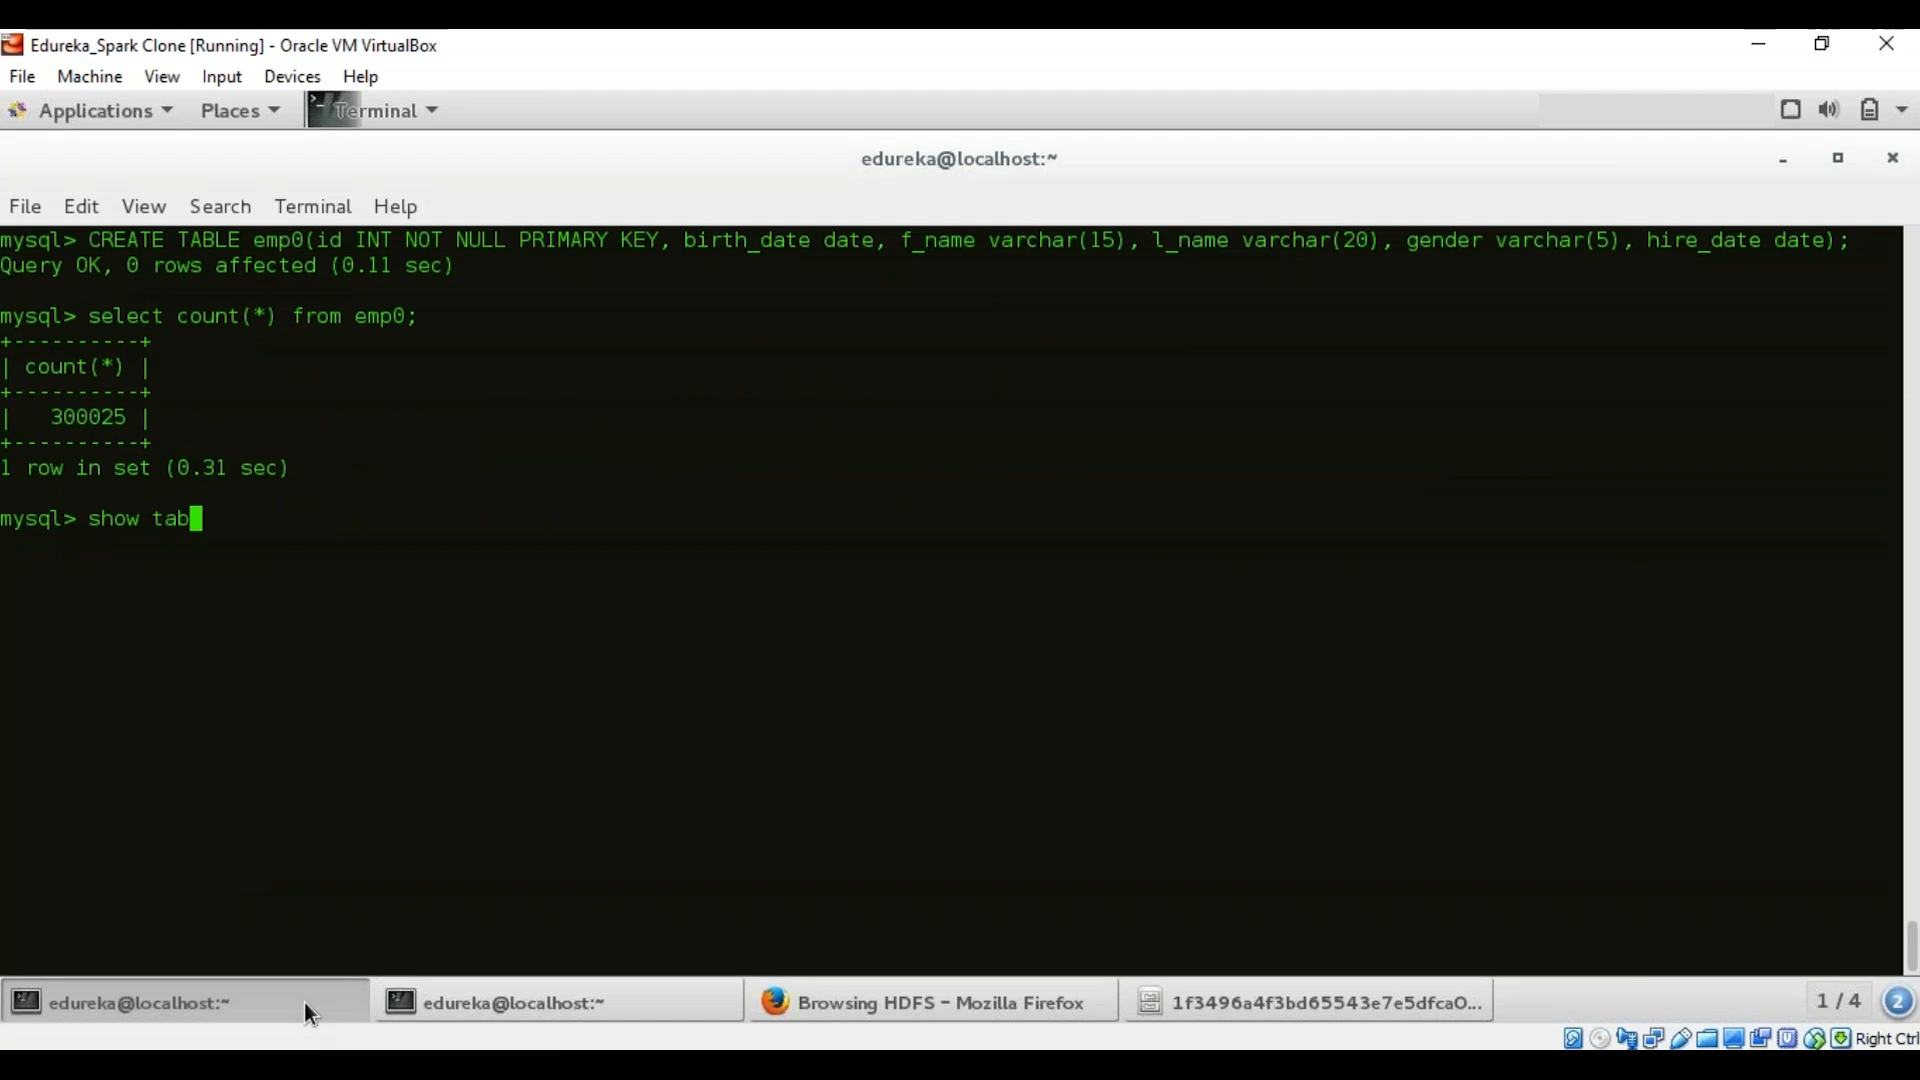 Edureka_Spark Clone [Running] - Oracle VM VirtualBox
File Machine View Input Devices Help
Applications Places Terminal
edureka@localhost:~
File Edit View Search Terminal Help
mysql> CREATE TABLE emp0(id INT NOT NULL PRIMARY KEY, birth_date date, f_name varchar(15), l_name varchar(20), gender varchar(5), hire_date date);
Query OK, 0 rows affected (0.11 sec)
mysql> select count(*) from emp0;
+----------+
| count(*) |
+----------+
|   300025 |
+----------+
1 row in set (0.31 sec)
mysql> show tab
edureka@localhost:~ edureka@localhost:~ Browsing HDFS - Mozilla Firefox 1f3496a4f3bd65543e7e5dfca0... 1 / 4 2
Right Ctrl